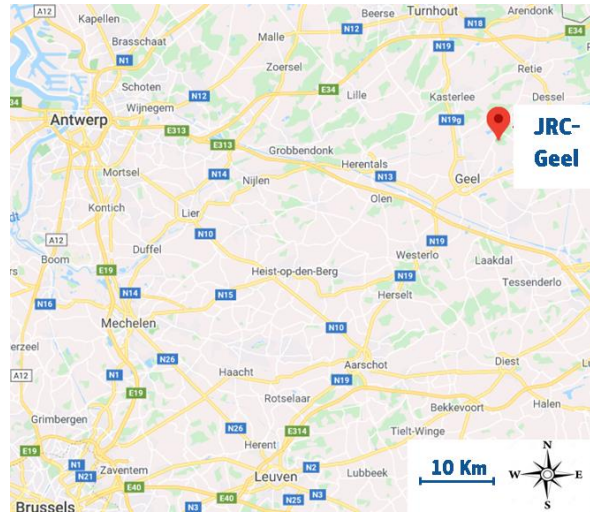 A12
Kapellen
Beerse
Turnhout
Arendonk
N12
N18
E34
Brasschaat
Malle
N19
N1
Zoersel
Retie
Schoten
N12
E34
Lille
Kasterlee
Dessel
34
Wijnegem
Antwerp
E313
N19g
JRC-
Geel
E313
Grobbendonk
Herentals
Mortsel
N14
Nijlen
N13
Geel
Olen
Kontich
Lier
A12
N10
N19
Duffel
Westerlo
Laakdal
Boom
E19
Heist-op-den-Berg
N19
Tessenderlo
N16
N14
N15
Herselt
Mechelen
N10
N26
Aarschot
Diest
A12
N1
Haacht
N19
E19
Rotselaar
Bekkevoort
Halen
Grimbergen
N26
E314
Tielt-Winge
E19
Herent
N
N1
Zaventem
N2
Lubbeek
10 Km
W
E
N21
Leuven
E40
E40
N25
N3
S
Brussels
N3